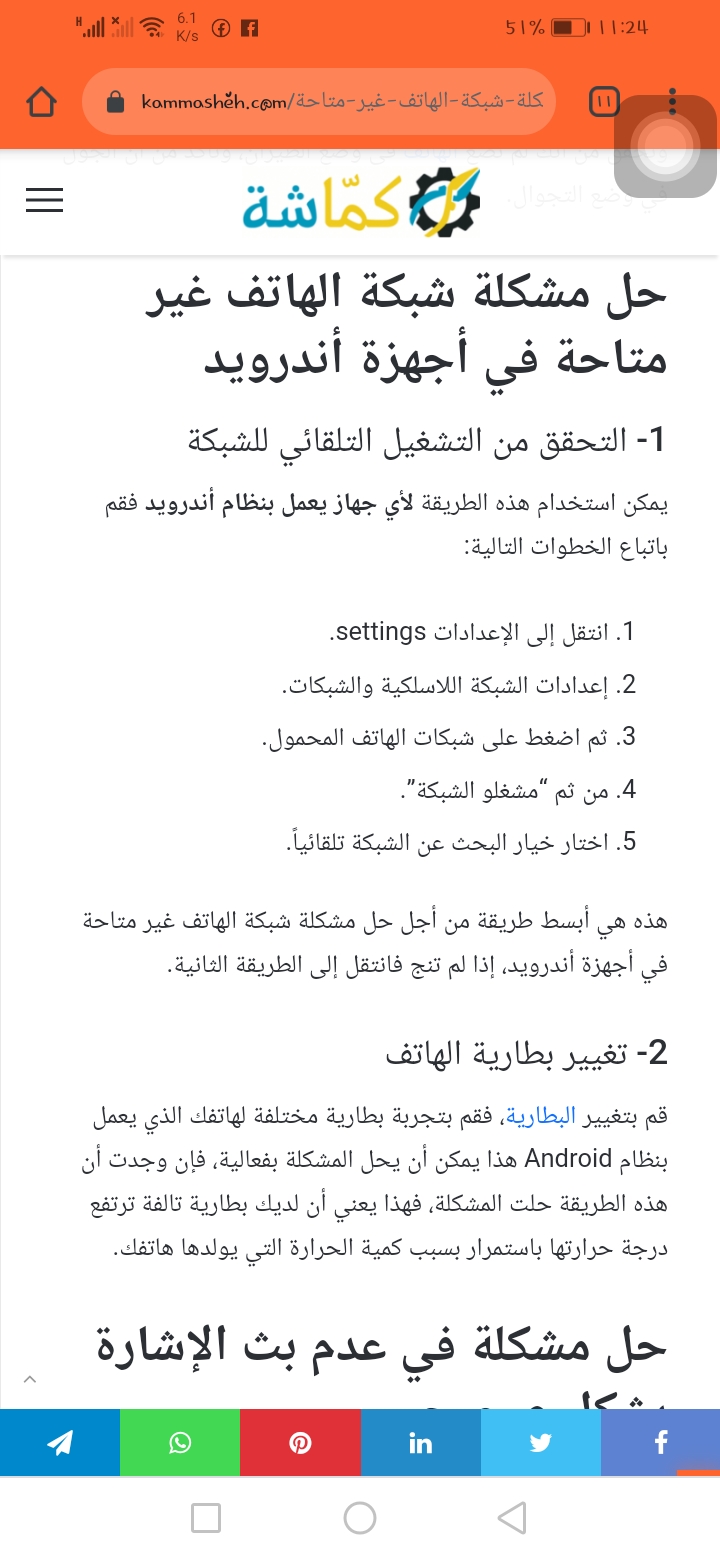 H
6.1
K/s
51%
11:24
kammasheh.com/كلة-شبكة-الهاتف-غير-متاحة
11
في وضع التجوال.
كمّاشة
حل مشكلة شبكة الهاتف غير
متاحة في أجهزة أندرويد
1- التحقق من التشغيل التلقائي للشبكة
يمكن استخدام هذه الطريقة لأي جهاز يعمل بنظام أندرويد فقم
باتباع الخطوات التالية:
1. انتقل إلى الإعدادات settings.
2. إعدادات الشبكة اللاسلكية والشبكات.
3. ثم اضغط على شبكات الهاتف المحمول.
4. من ثم “مشغلو الشبكة”.
5. اختار خيار البحث عن الشبكة تلقائياً.
هذه هي أبسط طريقة من أجل حل مشكلة شبكة الهاتف غير متاحة
في أجهزة أندرويد، إذا لم تنج فانتقل إلى الطريقة الثانية.
2- تغيير بطارية الهاتف
قم بتغيير البطارية، فقم بتجربة بطارية مختلفة لهاتفك الذي يعمل
بنظام Android هذا يمكن أن يحل المشكلة بفعالية، فإن وجدت أن
هذه الطريقة حلت المشكلة، فهذا يعني أن لديك بطارية تالفة ترتفع
درجة حرارتها باستمرار بسبب كمية الحرارة التي يولدها هاتفك.
حل مشكلة في عدم بث الإشارة